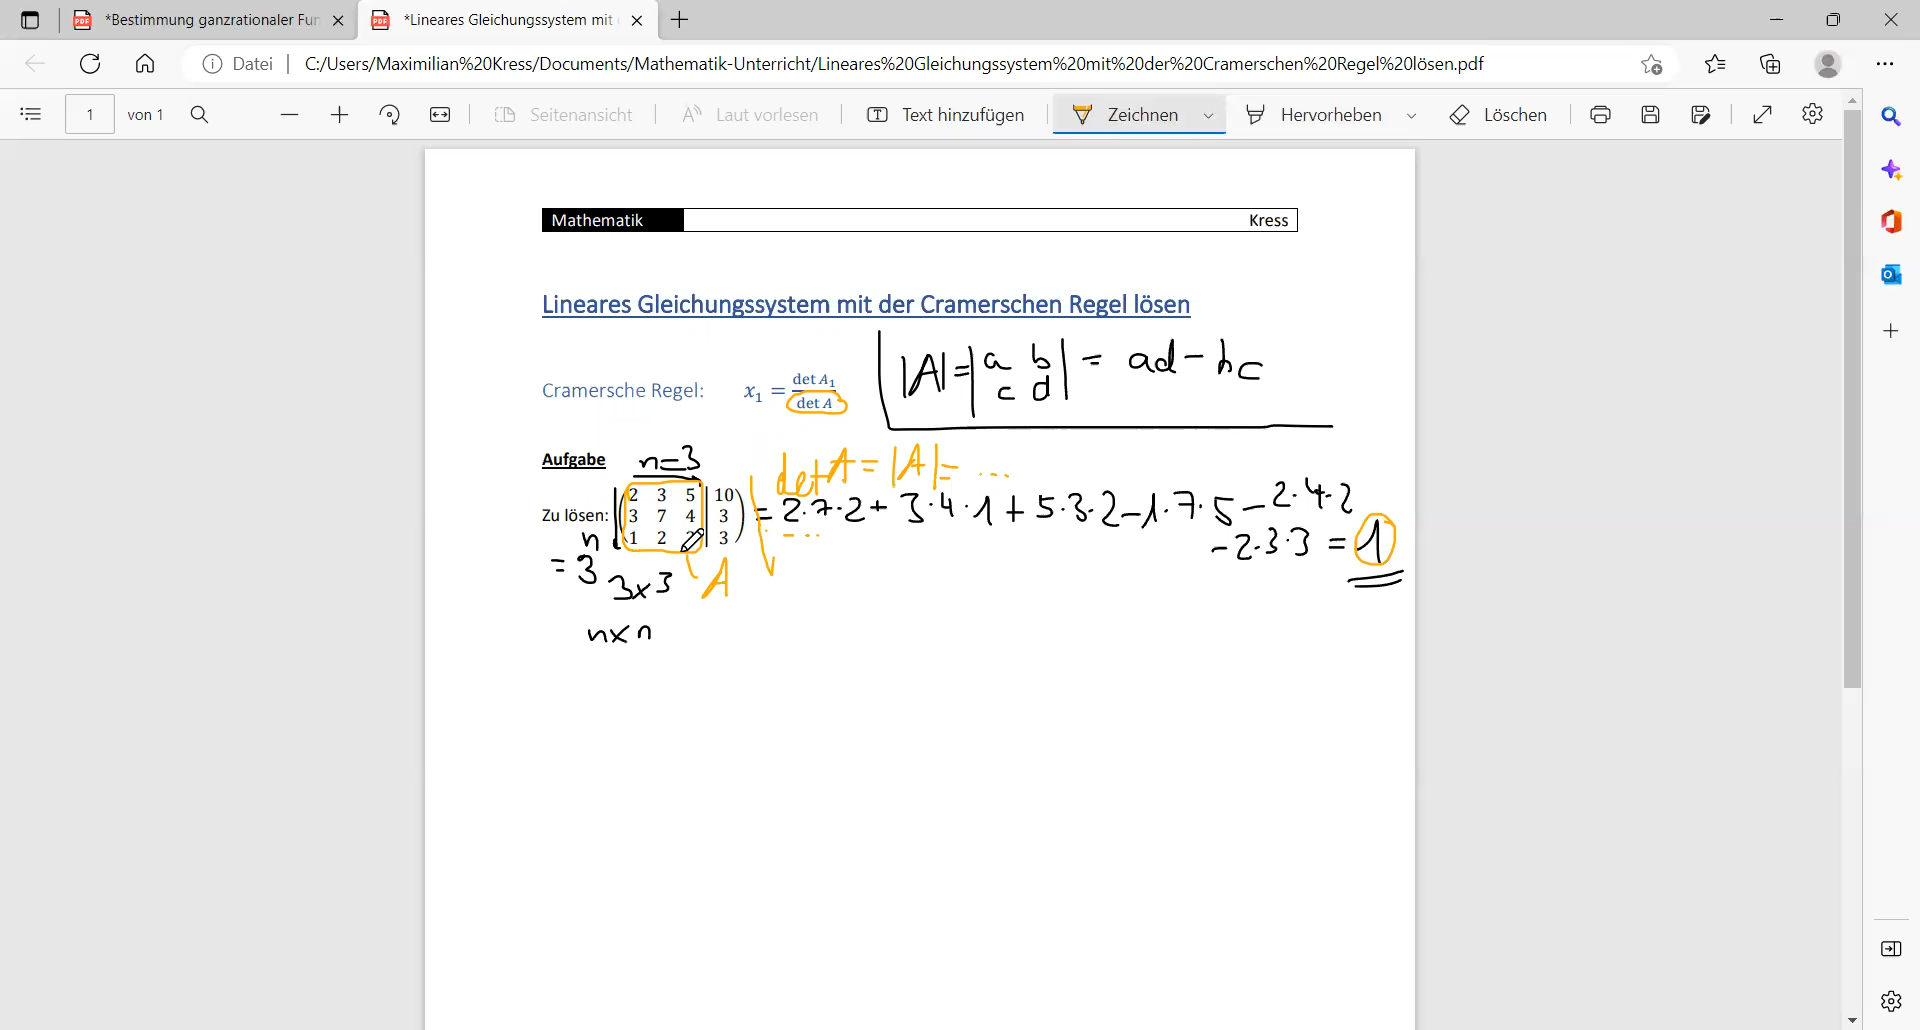 *Bestimmung ganzrationaler Fun
*Lineares Gleichungssystem mit
Datei
C:/Users/Maximilian%20Kress/Documents/Mathematik-Unterricht/Lineares%20Gleichungssystem%20mit%20der%20Cramerschen%20Regel%20lösen.pdf
1 von 1
Seitenansicht
Laut vorlesen
Text hinzufügen
Zeichnen
Hervorheben
Löschen
Mathematik Kress
Lineares Gleichungssystem mit der Cramerschen Regel lösen
|A| = |a b
c d| = ad − bc
Cramersche Regel: x₁ = det A₁ / det A
Aufgabe n=3 det A = |A| = ...
Zu lösen:
2 3 5 | 10
3 7 4 | 3
1 2 | 3
= 2·7·2 + 3·4·1 + 5·3·2 − 1·7·5 − 2·4·2
− 2·3·3 = 1
n = 3
3x3 A
n x n